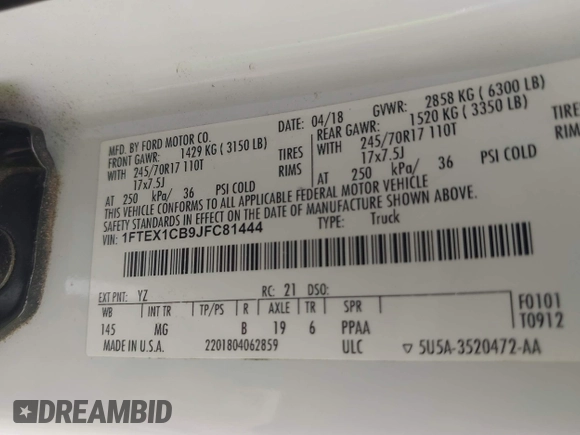 MFD. BY FORD MOTOR CO.
DATE: 04/18
GVWR: 2858 KG ( 6300 LB)
FRONT GAWR: 1429 KG ( 3150 LB)
REAR GAWR: 1520 KG ( 3350 LB)
WITH 245/70R17 110T TIRES
WITH 245/70R17 110T TIRES
17x7.5J RIMS
17x7.5J RIMS
AT 250 kPa/ 36 PSI COLD
AT 250 kPa/ 36 PSI COLD
THIS VEHICLE CONFORMS TO ALL APPLICABLE FEDERAL MOTOR VEHICLE
SAFETY STANDARDS IN EFFECT ON THE DATE OF MANUFACTURE SHOWN ABOVE.
VIN: 1FTEX1CB9JFC81444
TYPE: Truck
EXT PNT: YZ RC: 21 DSO:
WB INT TR TP/PS R AXLE TR SPR
145 MG B 19 6 PPAA
F0101
T0912
MADE IN U.S.A. 2201804062859 ULC ▽ 5U5A-3520472-AA
DREAMBID